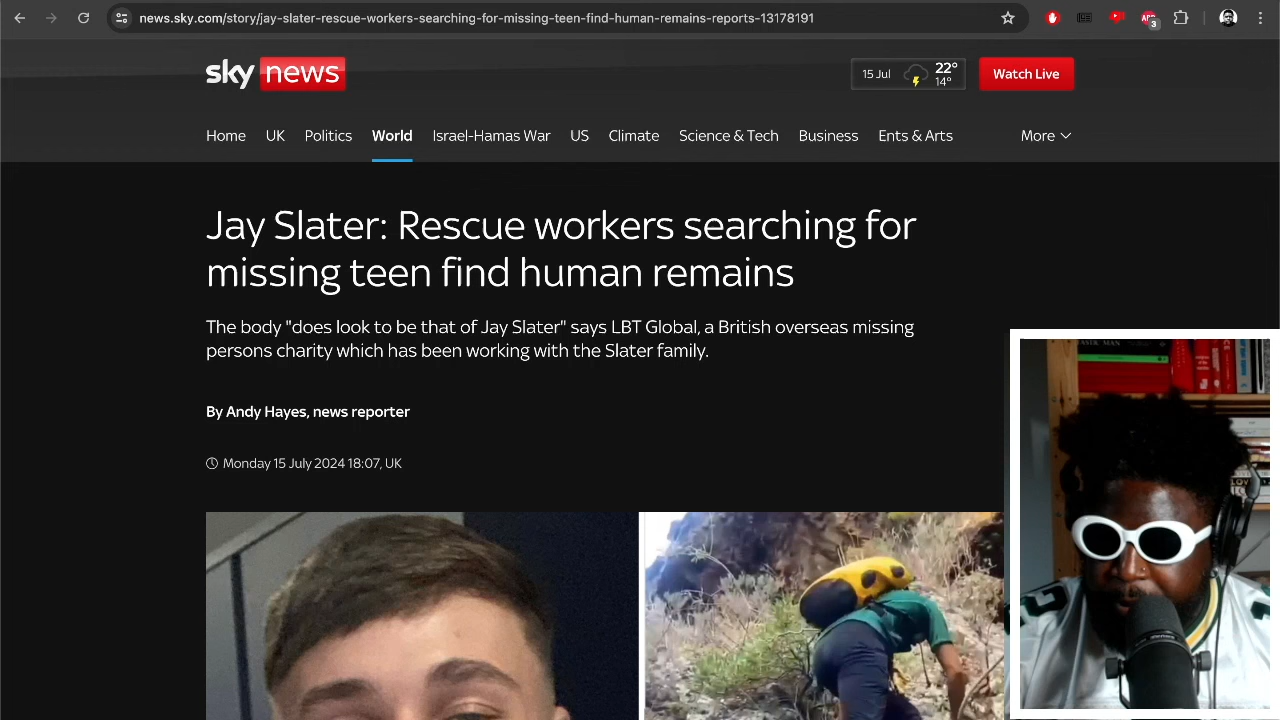 news.sky.com/story/jay-slater-rescue-workers-searching-for-missing-teen-find-human-remains-reports-13178191
3
sky news
15 Jul 22° 14°
Watch Live
Home UK Politics World Israel-Hamas War US Climate Science & Tech Business Ents & Arts More
Jay Slater: Rescue workers searching for
missing teen find human remains
The body "does look to be that of Jay Slater" says LBT Global, a British overseas missing
persons charity which has been working with the Slater family.
By Andy Hayes, news reporter
Monday 15 July 2024 18:07, UK